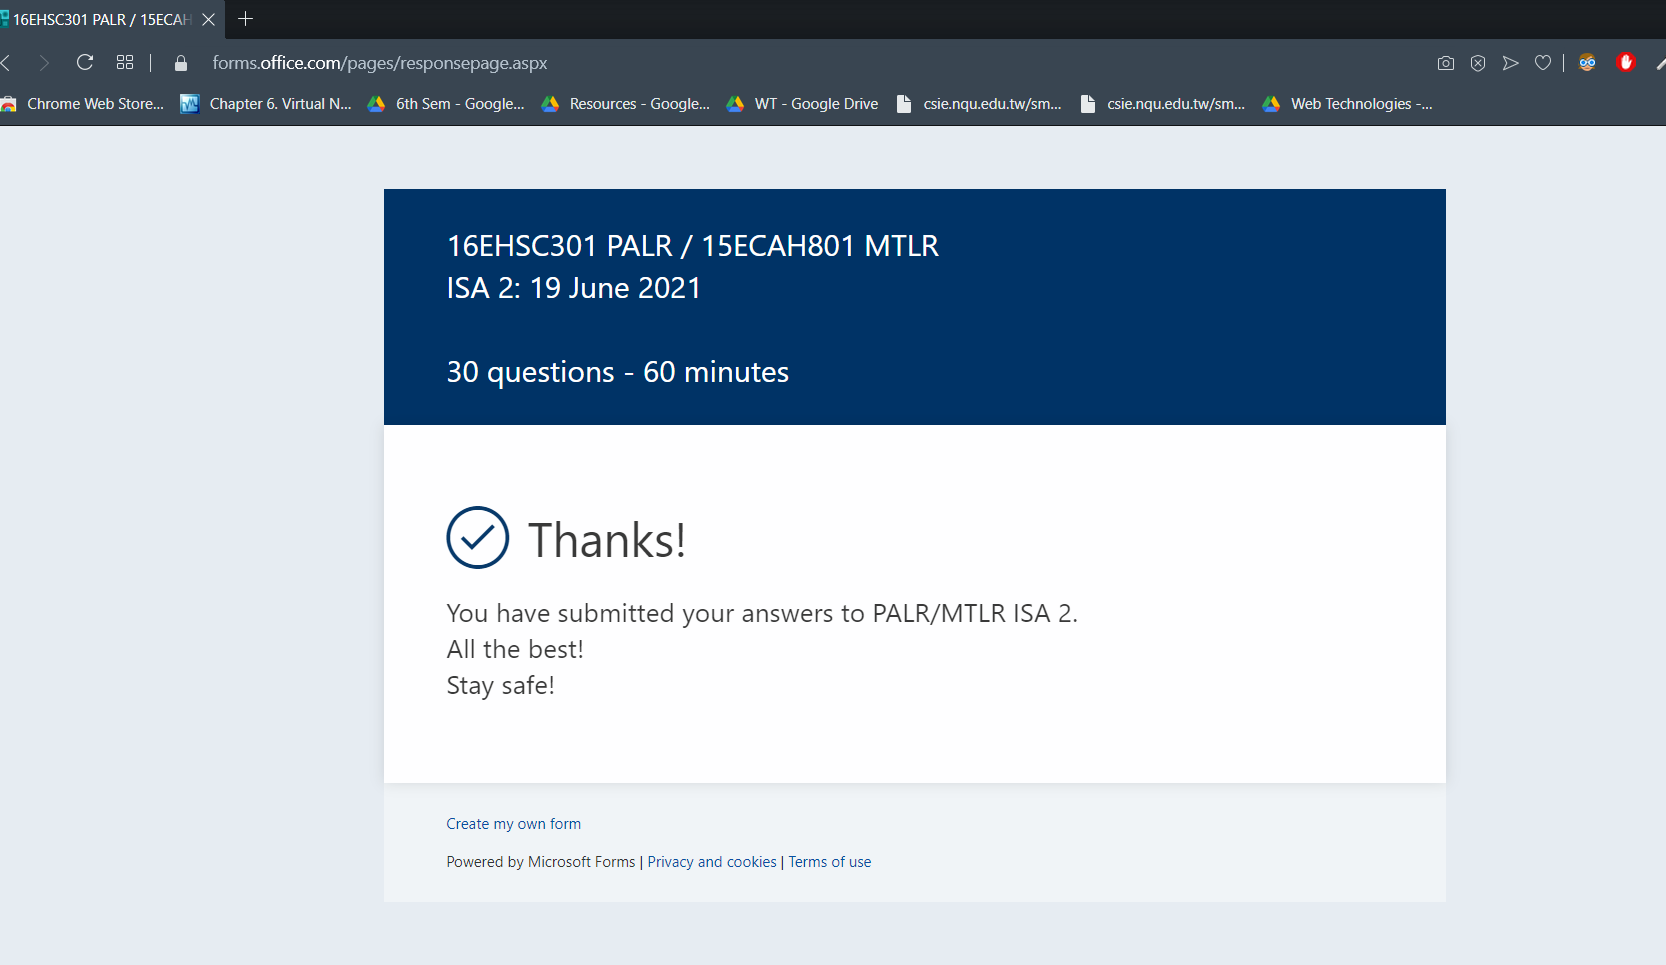 16EHSC301 PALR / 15ECAH
forms.office.com/pages/responsepage.aspx
Chrome Web Store... Chapter 6. Virtual N... 6th Sem - Google... Resources - Google... WT - Google Drive csie.nqu.edu.tw/sm... csie.nqu.edu.tw/sm... Web Technologies -...
16EHSC301 PALR / 15ECAH801 MTLR
ISA 2: 19 June 2021
30 questions - 60 minutes
Thanks!
You have submitted your answers to PALR/MTLR ISA 2.
All the best!
Stay safe!
Create my own form
Powered by Microsoft Forms | Privacy and cookies | Terms of use